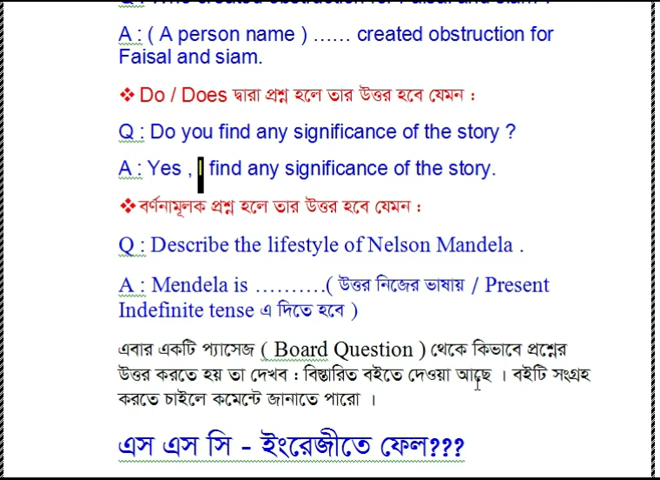 A : ( A person name ) …… created obstruction for
Faisal and siam.
❖ Do / Does দ্বারা প্রশ্ন হলে তার উত্তর হবে যেমন :
Q : Do you find any significance of the story ?
A : Yes , I find any significance of the story.
❖ বর্ণনামূলক প্রশ্ন হলে তার উত্তর হবে যেমন :
Q : Describe the lifestyle of Nelson Mandela .
A : Mendela is ……….( উত্তর নিজের ভাষায় / Present
Indefinite tense এ দিতে হবে )
এবার একটি প্যাসেজ ( Board Question ) থেকে কিভাবে প্রশ্নের
উত্তর করতে হয় তা দেখব : বিস্তারিত বইতে দেওয়া আছে । বইটি সংগ্রহ
করতে চাইলে কমেন্টে জানাতে পারো ।
এস এস সি - ইংরেজীতে ফেল???